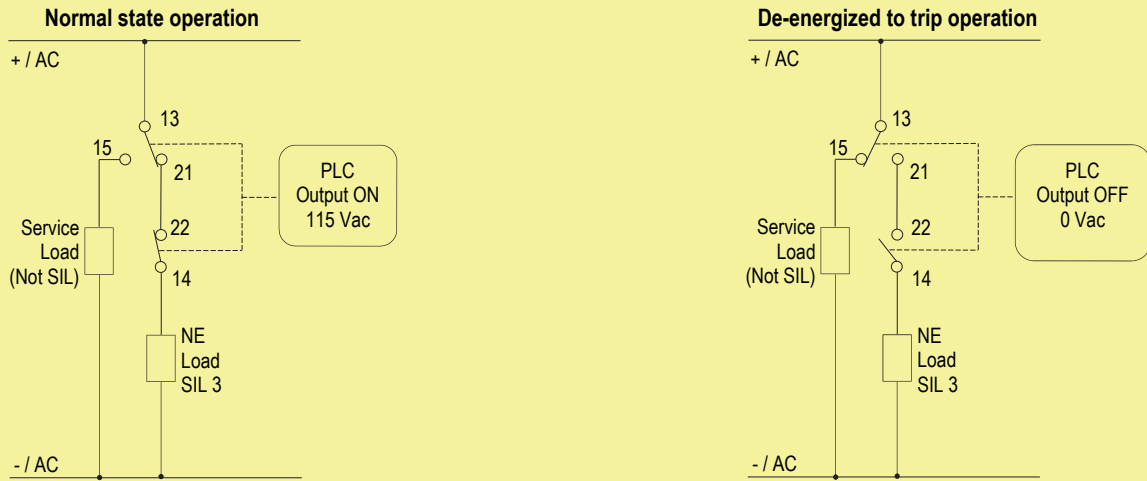 Normal state operation
+ / AC
13
15
21
PLC
Output ON
115 Vac
Service
Load
(Not SIL)
22
14
NE
Load
SIL 3
- / AC
De-energized to trip operation
+ / AC
13
15
21
PLC
Output OFF
0 Vac
Service
Load
(Not SIL)
22
14
NE
Load
SIL 3
- / AC